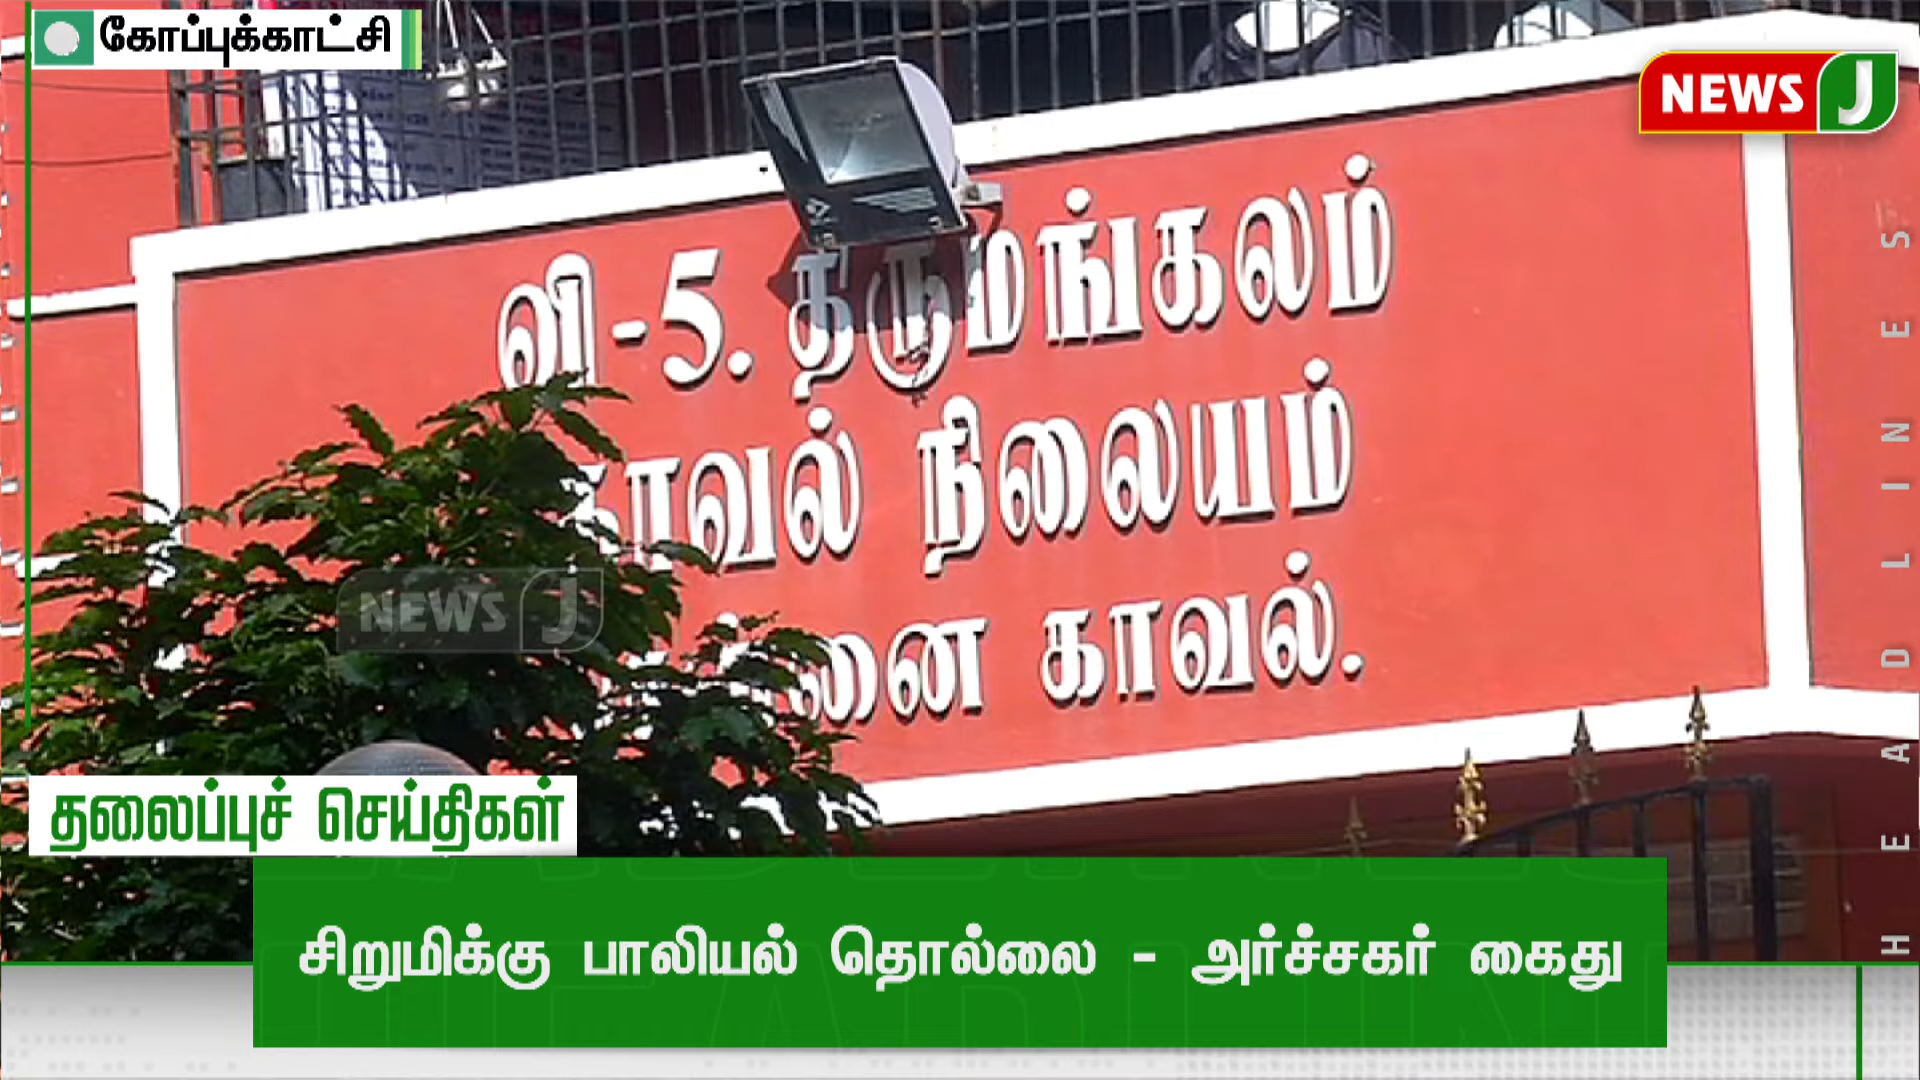 கோப்புக்காட்சி
NEWS J
வி-5. திருமங்கலம்
காவல் நிலையம்
காவல்.
NEWS J
HEADLINES
தலைப்புச் செய்திகள்
சிறுமிக்கு பாலியல் தொல்லை - அர்ச்சகர் கைது